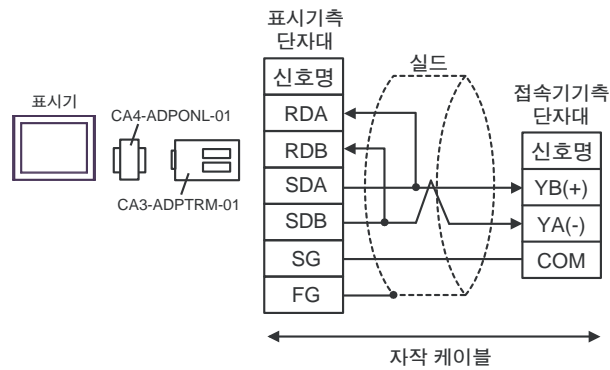 표시기측
단자대
실드
신호명
접속기기측
단자대
표시기
CA4-ADPONL-01
RDA
신호명
RDB
SDA
YB(+)
CA3-ADPTRM-01
SDB
YA(-)
SG
COM
FG
자작 케이블